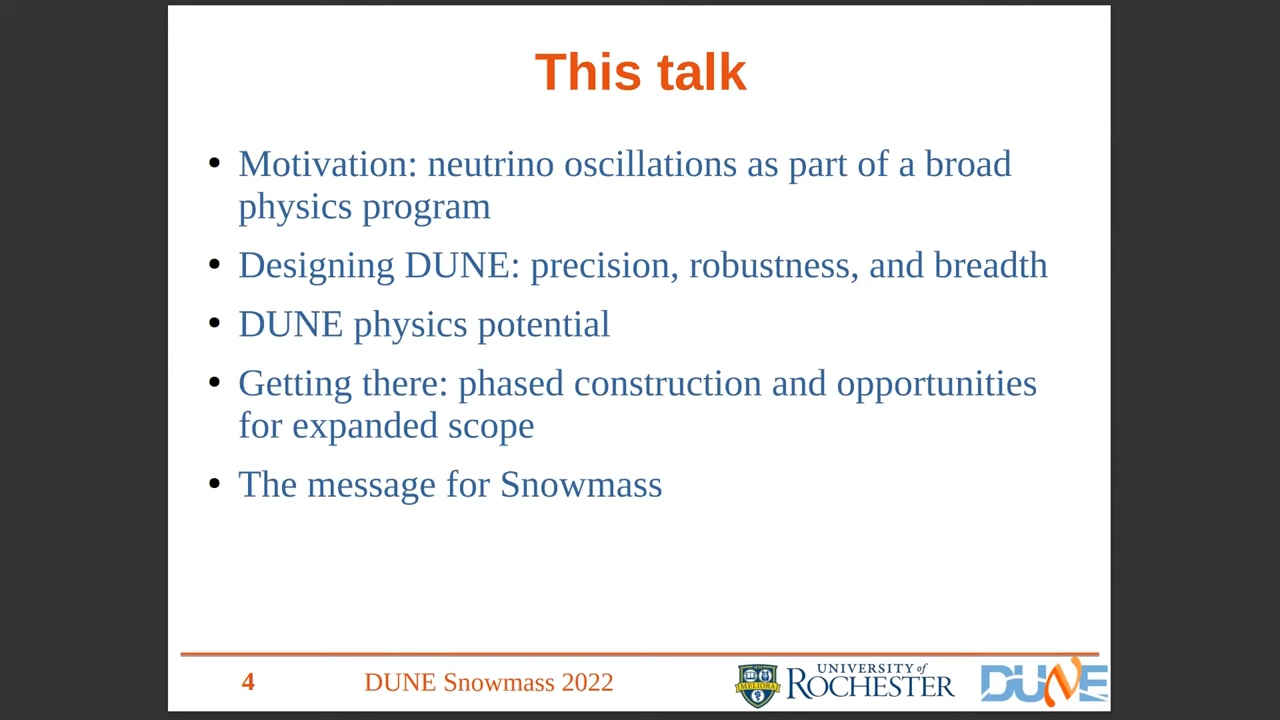 This talk
• Motivation: neutrino oscillations as part of a broad
physics program
• Designing DUNE: precision, robustness, and breadth
• DUNE physics potential
• Getting there: phased construction and opportunities
for expanded scope
• The message for Snowmass
4
DUNE Snowmass 2022
MELIORA
UNIVERSITY of
ROCHESTER
DUNE